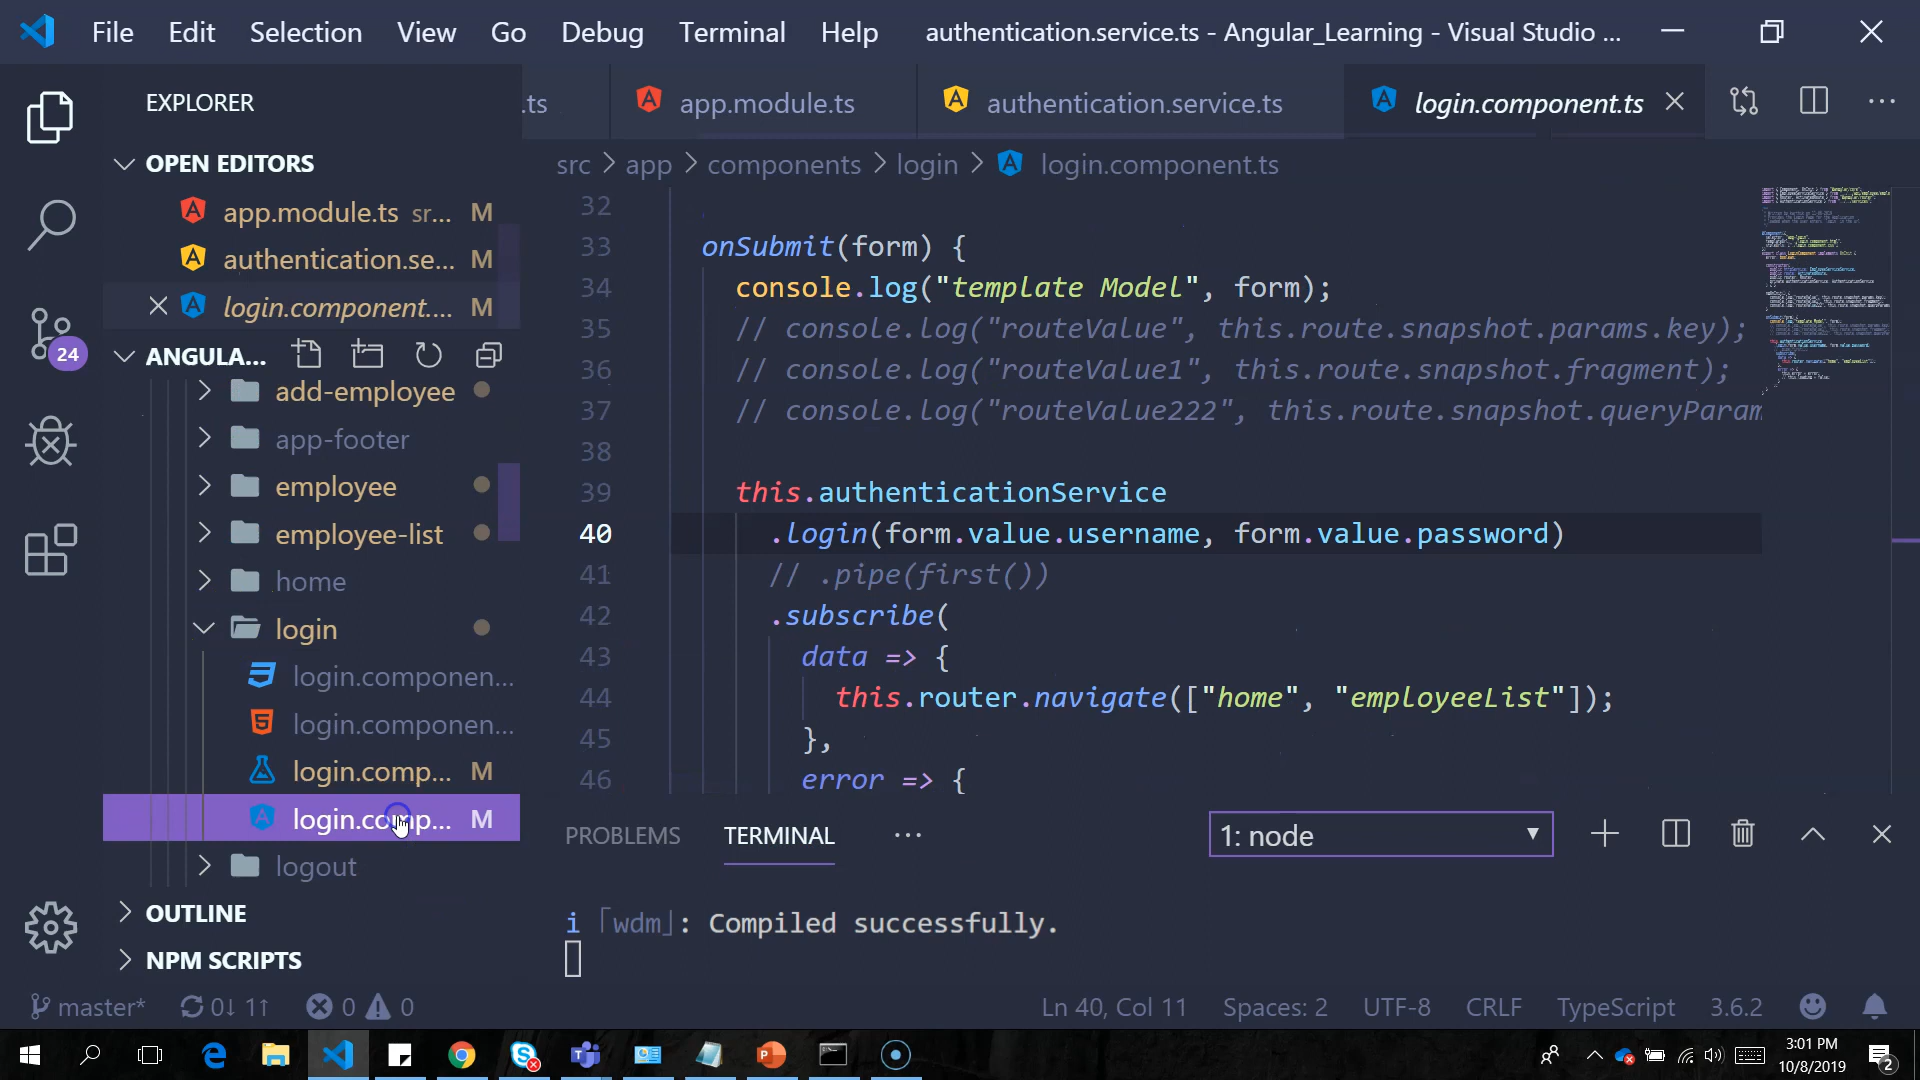 File Edit Selection View Go Debug Terminal Help authentication.service.ts - Angular_Learning - Visual Studio ...
EXPLORER
.ts app.module.ts authentication.service.ts login.component.ts
OPEN EDITORS
src app components login login.component.ts
app.module.ts sr... M
authentication.se... M
login.component.... M
24
ANGULA...
add-employee
app-footer
employee
employee-list
home
login
login.componen...
login.componen...
login.comp... M
login.comp... M
logout
OUTLINE
NPM SCRIPTS
32
33 onSubmit(form) {
34 console.log("template Model", form);
35 // console.log("routeValue", this.route.snapshot.params.key);
36 // console.log("routeValue1", this.route.snapshot.fragment);
37 // console.log("routeValue222", this.route.snapshot.queryParam
38
39 this.authenticationService
40 .login(form.value.username, form.value.password)
41 // .pipe(first())
42 .subscribe(
43 data => {
44 this.router.navigate(["home", "employeeList"]);
45 },
46 error => {
PROBLEMS TERMINAL ... 1: node
i ｢wdm｣: Compiled successfully.
master* 0↓ 1↑ 0 0 Ln 40, Col 11 Spaces: 2 UTF-8 CRLF TypeScript 3.6.2
3:01 PM
10/8/2019
2